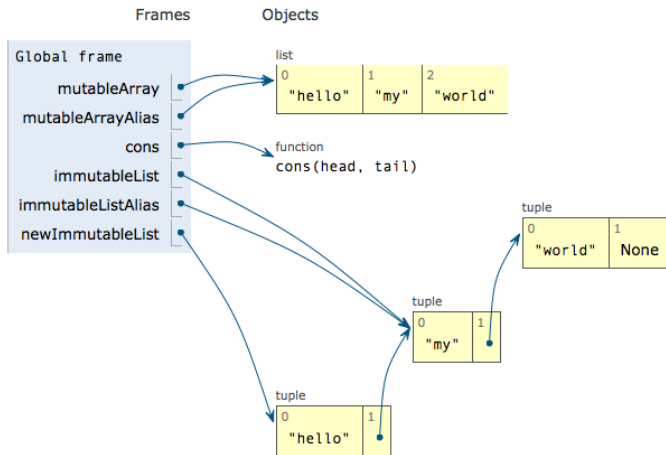 Frames Objects
Global frame
list
0 1 2
mutableArray
"hello" "my" "world"
mutableArrayAlias
cons
function
cons(head, tail)
immutableList
immutableListAlias
tuple
newImmutableList
0 1
"world" None
tuple
0 1
"my"
tuple
0 1
"hello"